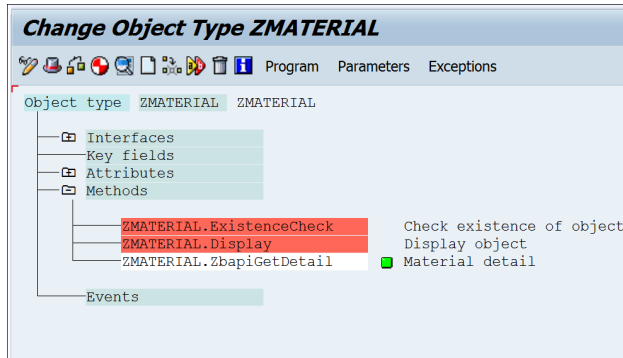 Change Object Type ZMATERIAL
Program Parameters Exceptions
Object type ZMATERIAL ZMATERIAL
Interfaces
Key fields
Attributes
Methods
ZMATERIAL.ExistenceCheck Check existence of object
ZMATERIAL.Display Display object
ZMATERIAL.ZbapiGetDetail Material detail
Events